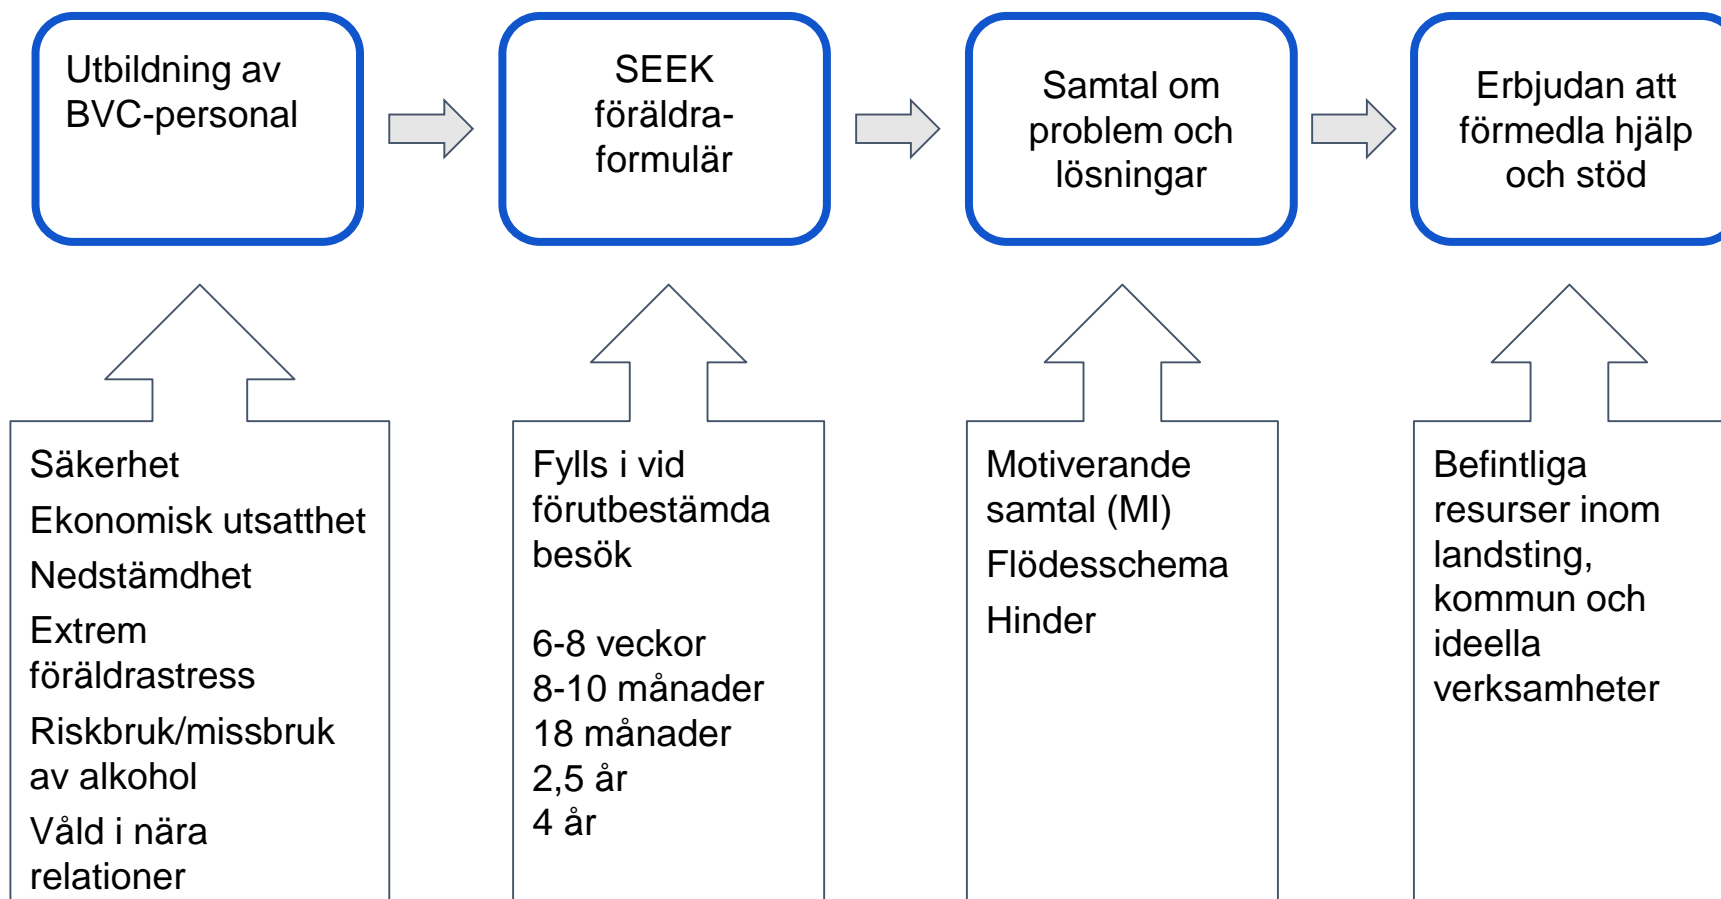 Utbildning av
BVC-personal
SEEK
föräldra-
formulär
Samtal om
problem och
lösningar
Erbjudan att
förmedla hjälp
och stöd
Säkerhet
Ekonomisk utsatthet
Nedstämdhet
Extrem
föräldrastress
Riskbruk/missbruk
av alkohol
Våld i nära
relationer
Fylls i vid
förutbestämda
besök
6-8 veckor
8-10 månader
18 månader
2,5 år
4 år
Motiverande
samtal (MI)
Flödesschema
Hinder
Befintliga
resurser inom
landsting,
kommun och
ideella
verksamheter